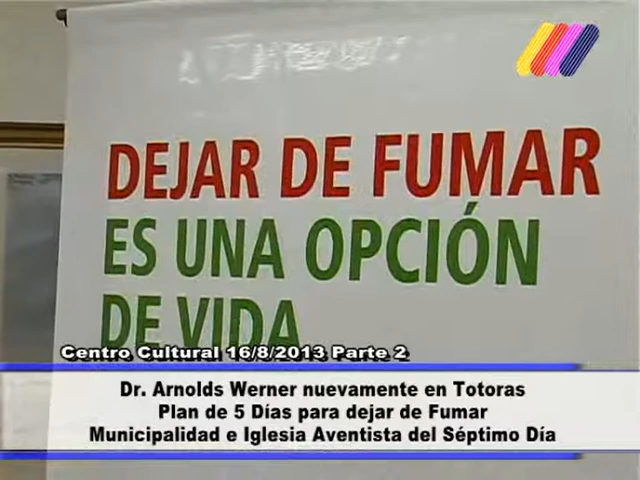 DEJAR DE FUMAR
ES UNA OPCIÓN
DE VIDA
Centro Cultural 16/8/2013 Parte 2
Dr. Arnolds Werner nuevamente en Totoras
Plan de 5 Días para dejar de Fumar
Municipalidad e Iglesia Aventista del Séptimo Día